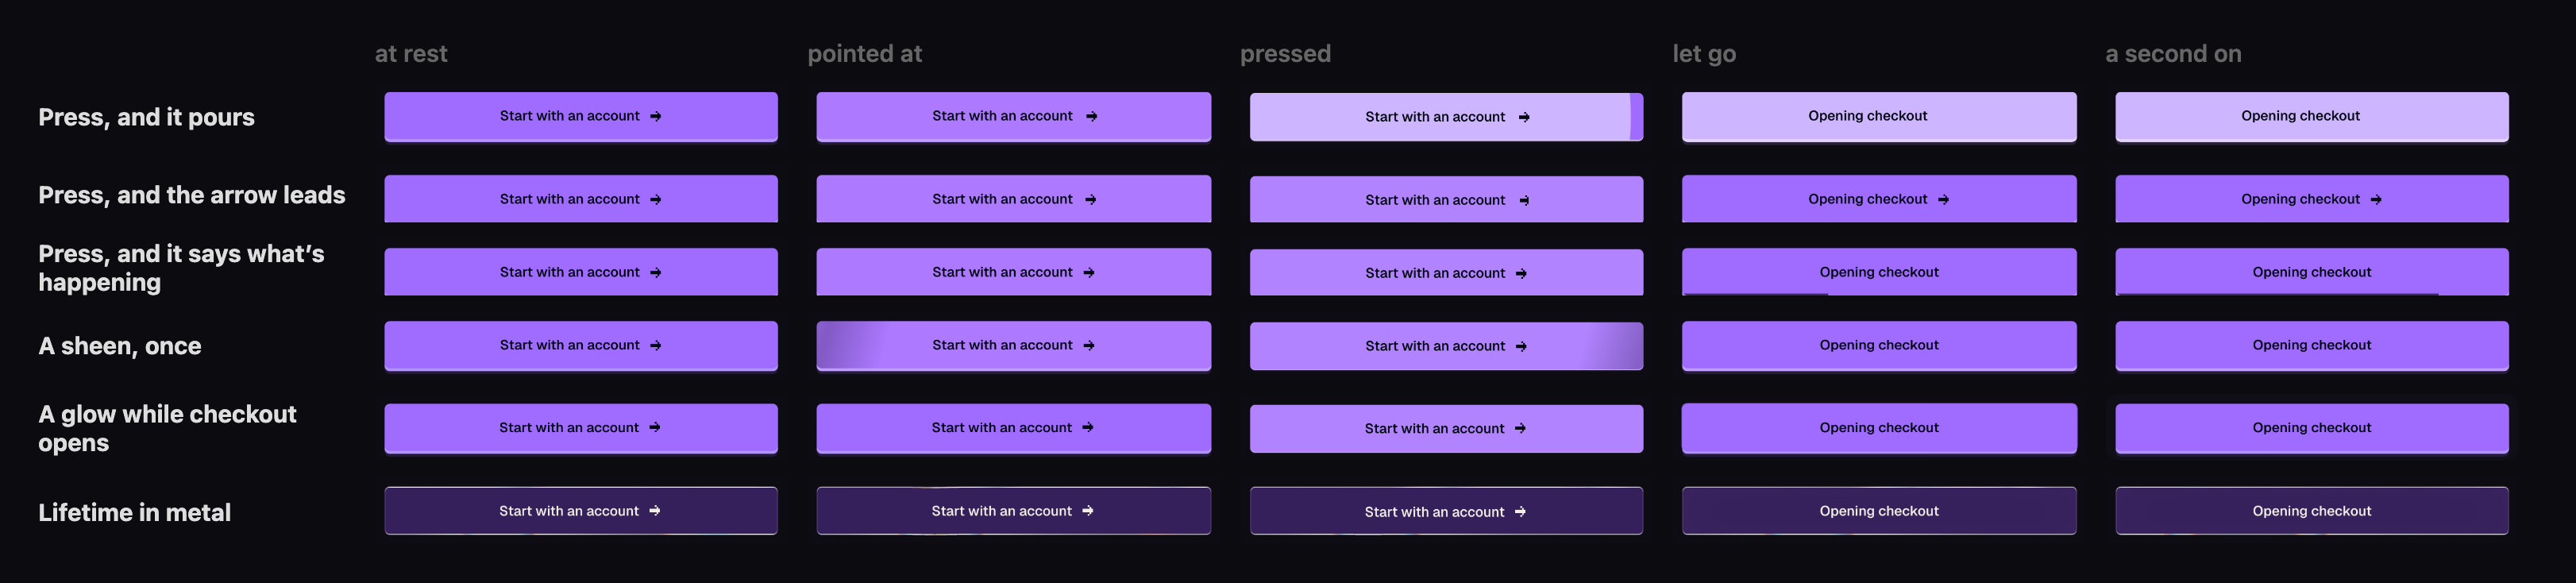 at rest pointed at pressed let go a second on
Press, and it pours Start with an account → Start with an account → Start with an account → Opening checkout Opening checkout
Press, and the arrow leads Start with an account → Start with an account → Start with an account → Opening checkout → Opening checkout →
Press, and it says what’s
happening Start with an account → Start with an account → Start with an account → Opening checkout Opening checkout
A sheen, once Start with an account → Start with an account → Start with an account → Opening checkout Opening checkout
A glow while checkout
opens Start with an account → Start with an account → Start with an account → Opening checkout Opening checkout
Lifetime in metal Start with an account → Start with an account → Start with an account → Opening checkout Opening checkout